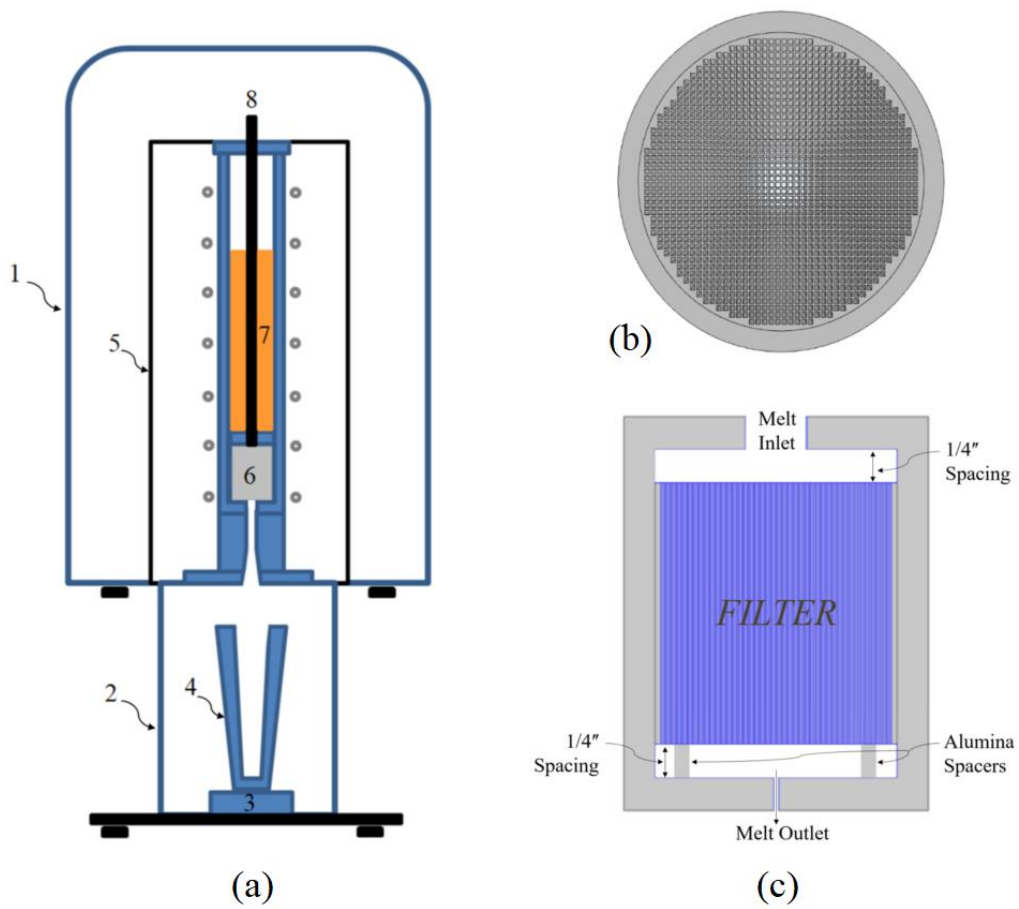 8
1
5
7
6
2
4
3
(a)
(b)
Melt
Inlet
1/4″
Spacing
FILTER
1/4″
Spacing
Alumina
Spacers
Melt Outlet
(c)